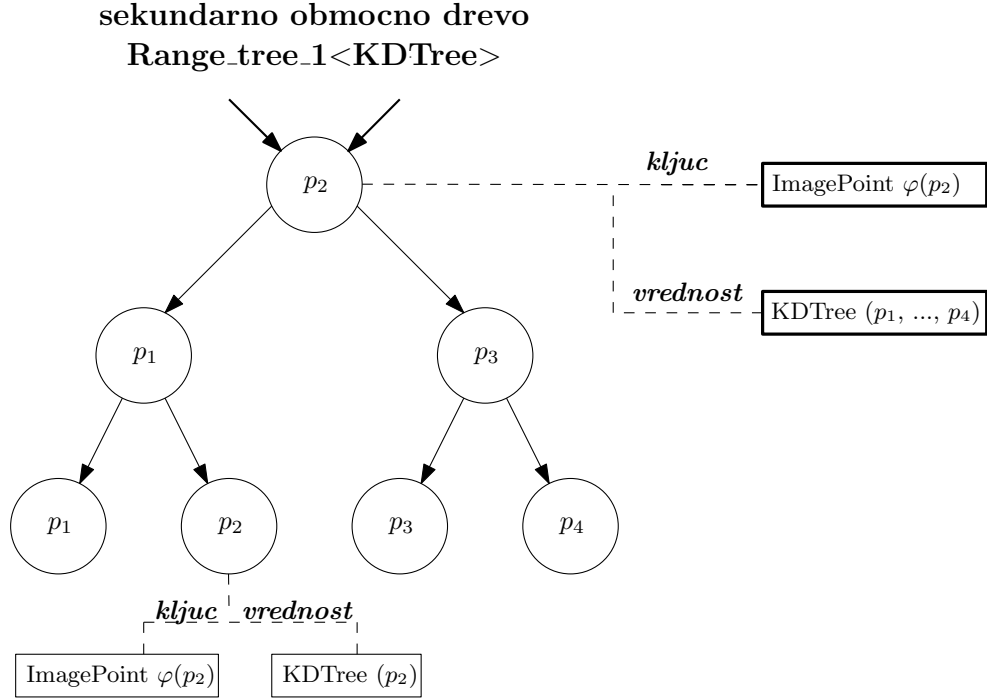 sekundarno obmocno drevo
Range_tree_1<KDTree>
p₂
kljuc
ImagePoint φ(p₂)
vrednost
KDTree (p₁, ..., p₄)
p₁
p₃
p₁
p₂
p₃
p₄
kljuc
vrednost
ImagePoint φ(p₂)
KDTree (p₂)